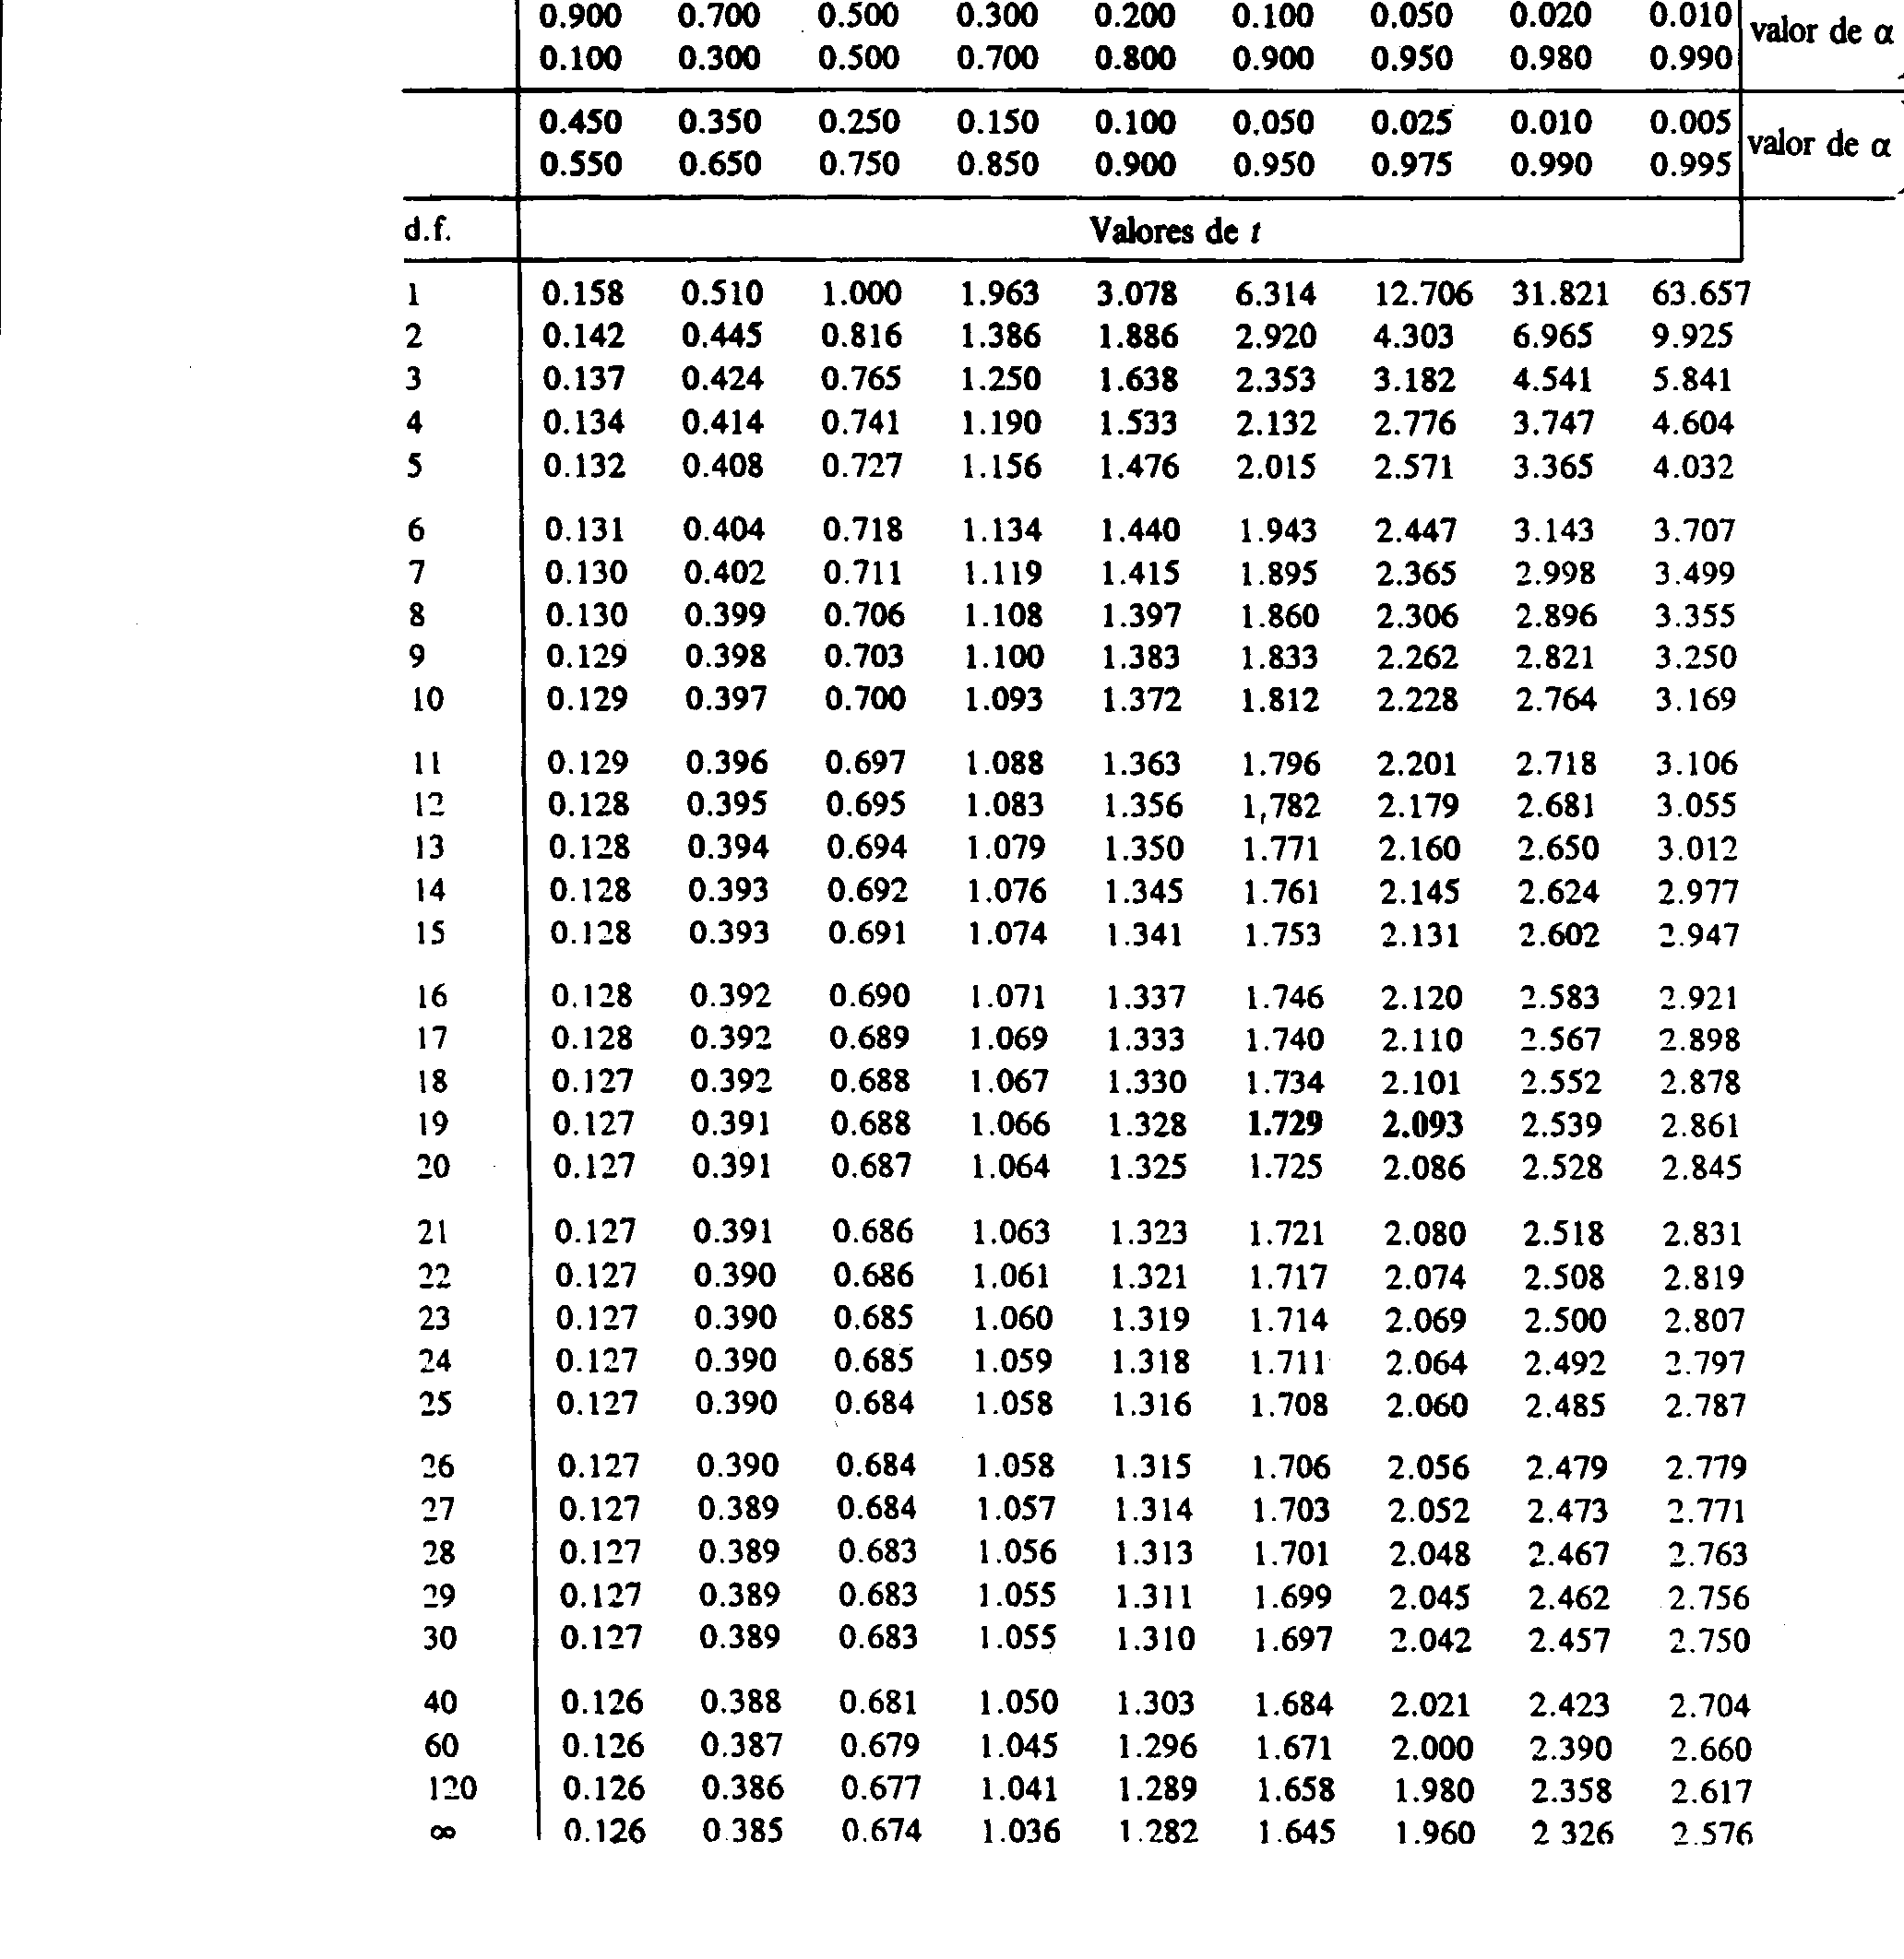 0.900 0.700 0.500 0.300 0.200 0.100 0.050 0.020 0.010 valor de α
0.100 0.300 0.500 0.700 0.800 0.900 0.950 0.980 0.990
0.450 0.350 0.250 0.150 0.100 0.050 0.025 0.010 0.005 valor de α
0.550 0.650 0.750 0.850 0.900 0.950 0.975 0.990 0.995
d.f. Valores de t
1 0.158 0.510 1.000 1.963 3.078 6.314 12.706 31.821 63.657
2 0.142 0.445 0.816 1.386 1.886 2.920 4.303 6.965 9.925
3 0.137 0.424 0.765 1.250 1.638 2.353 3.182 4.541 5.841
4 0.134 0.414 0.741 1.190 1.533 2.132 2.776 3.747 4.604
5 0.132 0.408 0.727 1.156 1.476 2.015 2.571 3.365 4.032
6 0.131 0.404 0.718 1.134 1.440 1.943 2.447 3.143 3.707
7 0.130 0.402 0.711 1.119 1.415 1.895 2.365 2.998 3.499
8 0.130 0.399 0.706 1.108 1.397 1.860 2.306 2.896 3.355
9 0.129 0.398 0.703 1.100 1.383 1.833 2.262 2.821 3.250
10 0.129 0.397 0.700 1.093 1.372 1.812 2.228 2.764 3.169
11 0.129 0.396 0.697 1.088 1.363 1.796 2.201 2.718 3.106
12 0.128 0.395 0.695 1.083 1.356 1,782 2.179 2.681 3.055
13 0.128 0.394 0.694 1.079 1.350 1.771 2.160 2.650 3.012
14 0.128 0.393 0.692 1.076 1.345 1.761 2.145 2.624 2.977
15 0.128 0.393 0.691 1.074 1.341 1.753 2.131 2.602 2.947
16 0.128 0.392 0.690 1.071 1.337 1.746 2.120 2.583 2.921
17 0.128 0.392 0.689 1.069 1.333 1.740 2.110 2.567 2.898
18 0.127 0.392 0.688 1.067 1.330 1.734 2.101 2.552 2.878
19 0.127 0.391 0.688 1.066 1.328 1.729 2.093 2.539 2.861
20 0.127 0.391 0.687 1.064 1.325 1.725 2.086 2.528 2.845
21 0.127 0.391 0.686 1.063 1.323 1.721 2.080 2.518 2.831
22 0.127 0.390 0.686 1.061 1.321 1.717 2.074 2.508 2.819
23 0.127 0.390 0.685 1.060 1.319 1.714 2.069 2.500 2.807
24 0.127 0.390 0.685 1.059 1.318 1.711 2.064 2.492 2.797
25 0.127 0.390 0.684 1.058 1.316 1.708 2.060 2.485 2.787
26 0.127 0.390 0.684 1.058 1.315 1.706 2.056 2.479 2.779
27 0.127 0.389 0.684 1.057 1.314 1.703 2.052 2.473 2.771
28 0.127 0.389 0.683 1.056 1.313 1.701 2.048 2.467 2.763
29 0.127 0.389 0.683 1.055 1.311 1.699 2.045 2.462 2.756
30 0.127 0.389 0.683 1.055 1.310 1.697 2.042 2.457 2.750
40 0.126 0.388 0.681 1.050 1.303 1.684 2.021 2.423 2.704
60 0.126 0.387 0.679 1.045 1.296 1.671 2.000 2.390 2.660
120 0.126 0.386 0.677 1.041 1.289 1.658 1.980 2.358 2.617
∞ 0.126 0.385 0.674 1.036 1.282 1.645 1.960 2 326 2.576